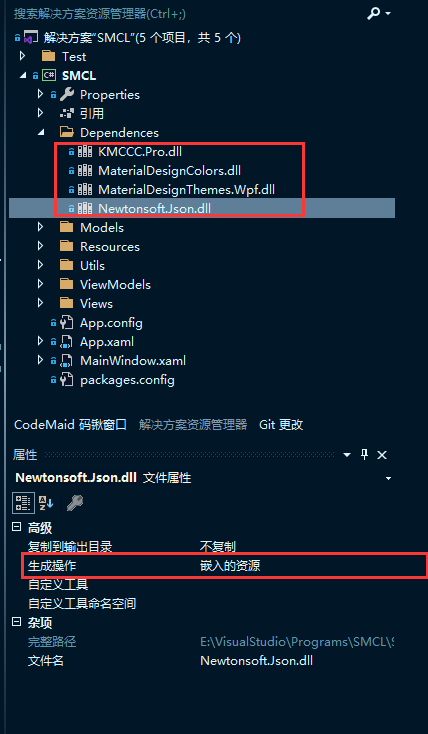 搜索解决方案资源管理器(Ctrl+;)
解决方案"SMCL"(5 个项目，共 5 个)
Test
C# SMCL
Properties
引用
Dependences
KMCCC.Pro.dll
MaterialDesignColors.dll
MaterialDesignThemes.Wpf.dll
Newtonsoft.Json.dll
Models
Resources
Utils
ViewModels
Views
App.config
App.xaml
MainWindow.xaml
packages.config
CodeMaid 码锹窗口 解决方案资源管理器 Git 更改
属性
Newtonsoft.Json.dll 文件属性
高级
复制到输出目录 不复制
生成操作 嵌入的资源
自定义工具
自定义工具命名空间
杂项
完整路径 E:\VisualStudio\Programs\SMCL\S
文件名 Newtonsoft.Json.dll